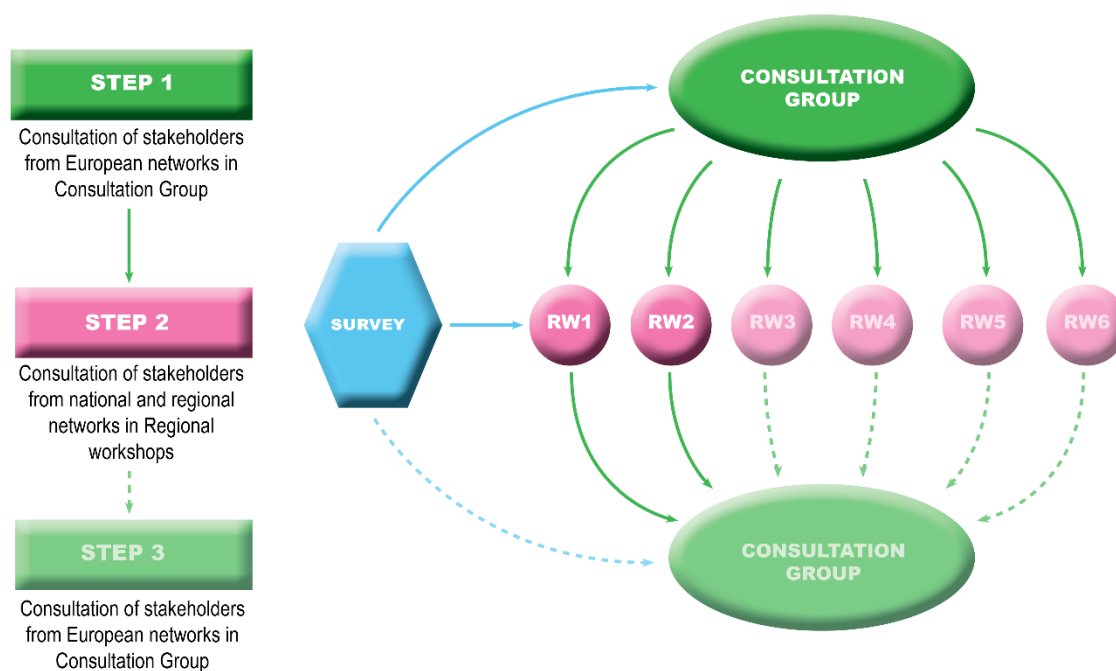 STEP 1
Consultation of stakeholders
from European networks in
Consultation Group
STEP 2
Consultation of stakeholders
from national and regional
networks in Regional
workshops
STEP 3
Consultation of stakeholders
from European networks in
Consultation Group
CONSULTATION
GROUP
SURVEY
RW1
RW2
RW3
RW4
RW5
RW6
CONSULTATION
GROUP